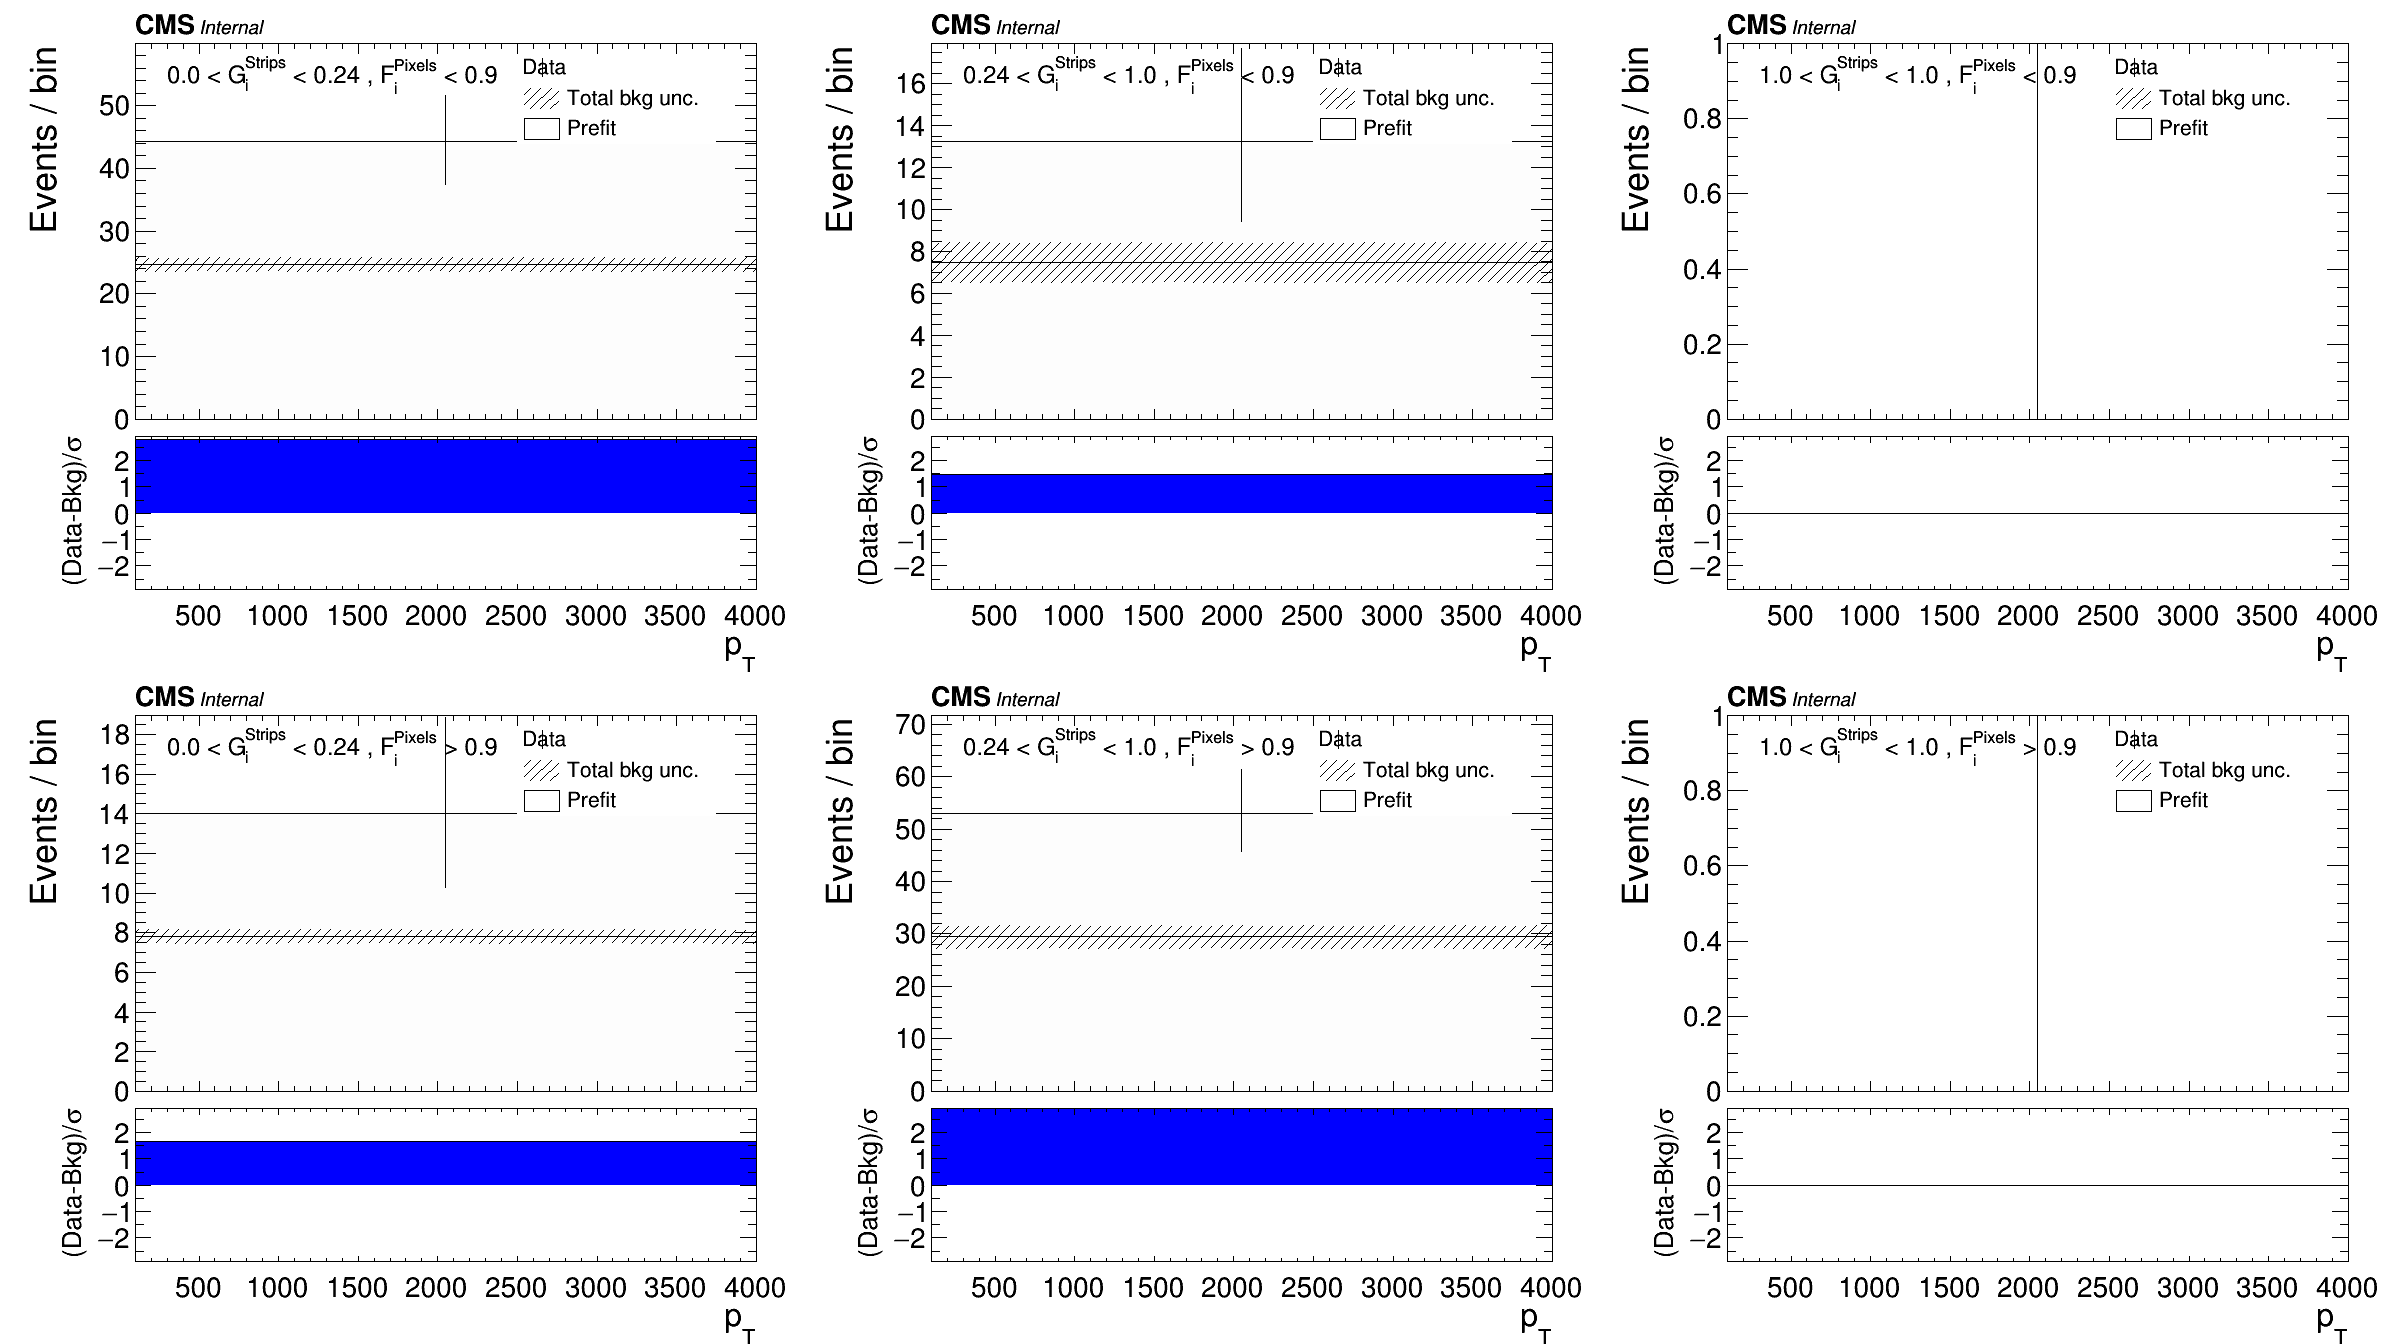 CMS Internal
0.0 < G_i^Strips < 0.24 , F_i^Pixels < 0.9
Data
Total bkg unc.
Prefit
Events / bin
50
40
30
20
10
0
(Data-Bkg)/σ
2
1
0
−1
−2
500 1000 1500 2000 2500 3000 3500 4000
p_T
CMS Internal
0.24 < G_i^Strips < 1.0 , F_i^Pixels < 0.9
Data
Total bkg unc.
Prefit
Events / bin
16
14
12
10
8
6
4
2
0
(Data-Bkg)/σ
2
1
0
−1
−2
500 1000 1500 2000 2500 3000 3500 4000
p_T
CMS Internal
1.0 < G_i^Strips < 1.0 , F_i^Pixels < 0.9
Data
Total bkg unc.
Prefit
Events / bin
1
0.8
0.6
0.4
0.2
0
(Data-Bkg)/σ
2
1
0
−1
−2
500 1000 1500 2000 2500 3000 3500 4000
p_T
CMS Internal
0.0 < G_i^Strips < 0.24 , F_i^Pixels > 0.9
Data
Total bkg unc.
Prefit
Events / bin
18
16
14
12
10
8
6
4
2
0
(Data-Bkg)/σ
2
1
0
−1
−2
500 1000 1500 2000 2500 3000 3500 4000
p_T
CMS Internal
0.24 < G_i^Strips < 1.0 , F_i^Pixels > 0.9
Data
Total bkg unc.
Prefit
Events / bin
70
60
50
40
30
20
10
0
(Data-Bkg)/σ
2
1
0
−1
−2
500 1000 1500 2000 2500 3000 3500 4000
p_T
CMS Internal
1.0 < G_i^Strips < 1.0 , F_i^Pixels > 0.9
Data
Total bkg unc.
Prefit
Events / bin
1
0.8
0.6
0.4
0.2
0
(Data-Bkg)/σ
2
1
0
−1
−2
500 1000 1500 2000 2500 3000 3500 4000
p_T